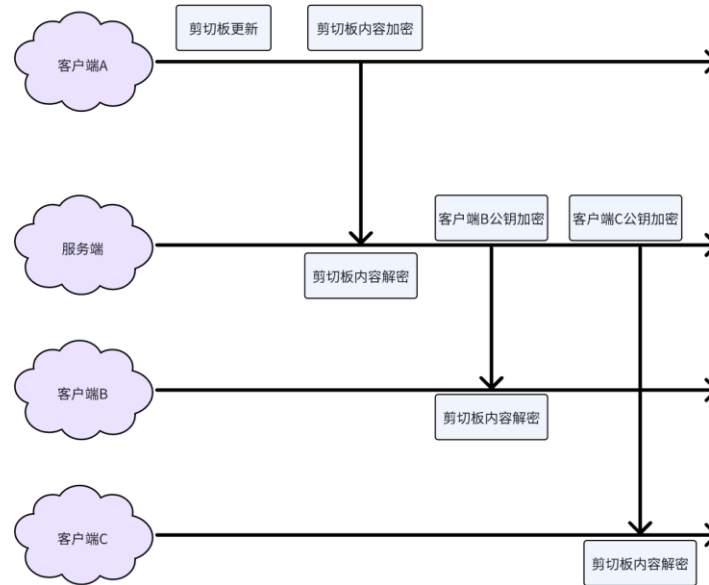 剪切板更新
剪切板内容加密
客户端A
客户端B公钥加密
客户端C公钥加密
服务端
剪切板内容解密
客户端B
剪切板内容解密
客户端C
剪切板内容解密